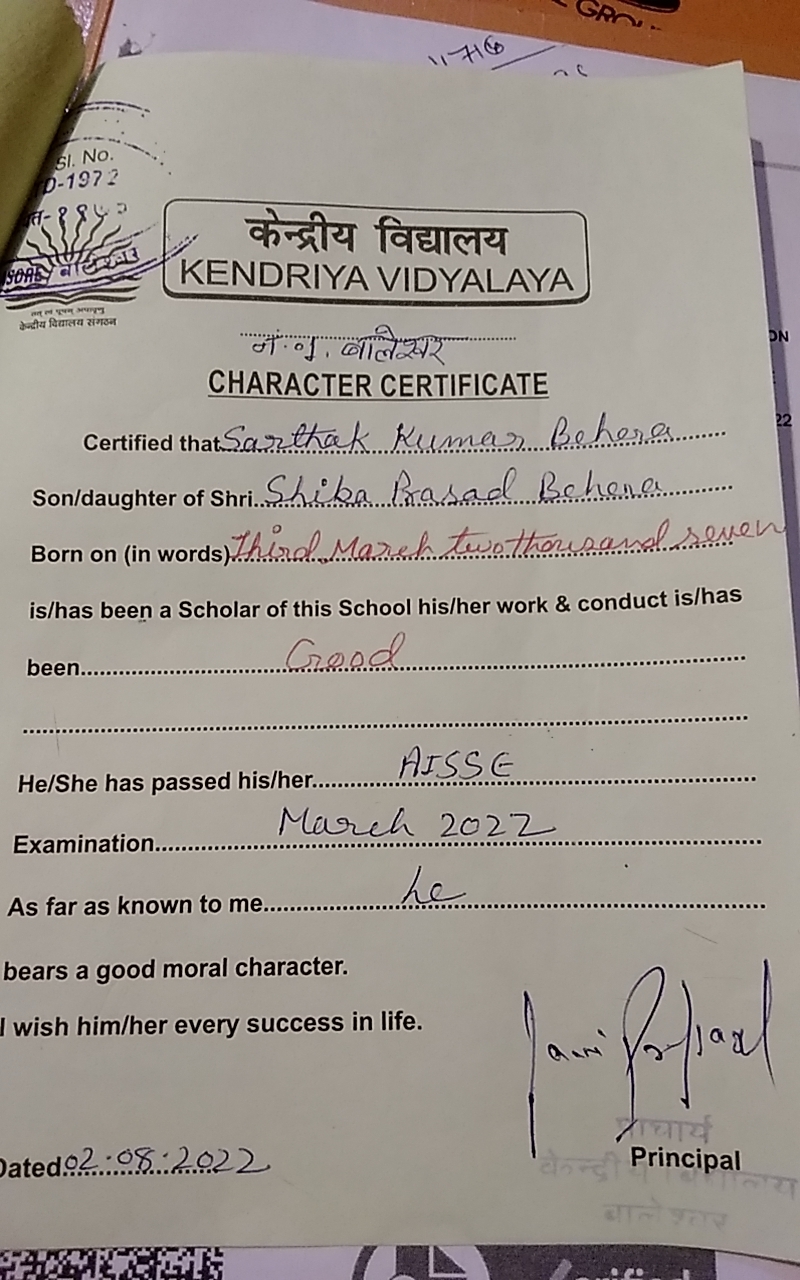 Sl. No.
D-1972
केन्द्रीय विद्यालय
KENDRIYA VIDYALAYA
केन्द्रीय विद्यालय संगठन
बालेश्वर
CHARACTER CERTIFICATE
Certified that Sarthak Kumar Behera
Son/daughter of Shri Shiba Prasad Behera
Born on (in words) Third March two thousand seven
is/has been a Scholar of this School his/her work & conduct is/has
been Good
He/She has passed his/her AISSE
Examination March 2022
As far as known to me he
bears a good moral character.
I wish him/her every success in life.
प्राचार्य
Dated 02.08.2022
Principal
केन्द्रीय विद्यालय
बालेश्वर